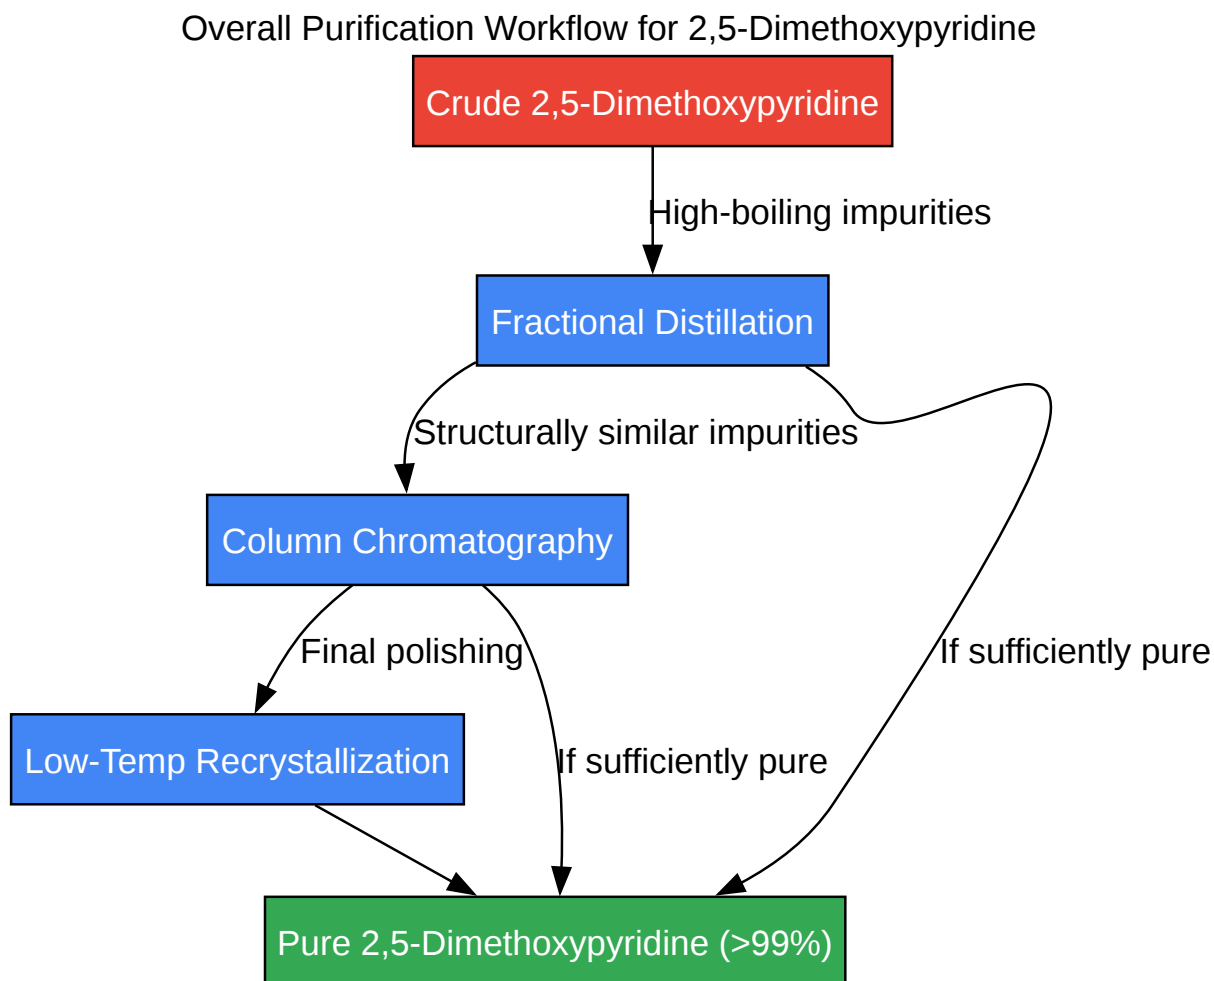 Overall Purification Workflow for 2,5-Dimethoxypyridine
Crude 2,5-Dimethoxypyridine
High-boiling impurities
Fractional Distillation
Structurally similar impurities
Column Chromatography
Final polishing
If sufficiently pure
Low-Temp Recrystallization
If sufficiently pure
Pure 2,5-Dimethoxypyridine (>99%)